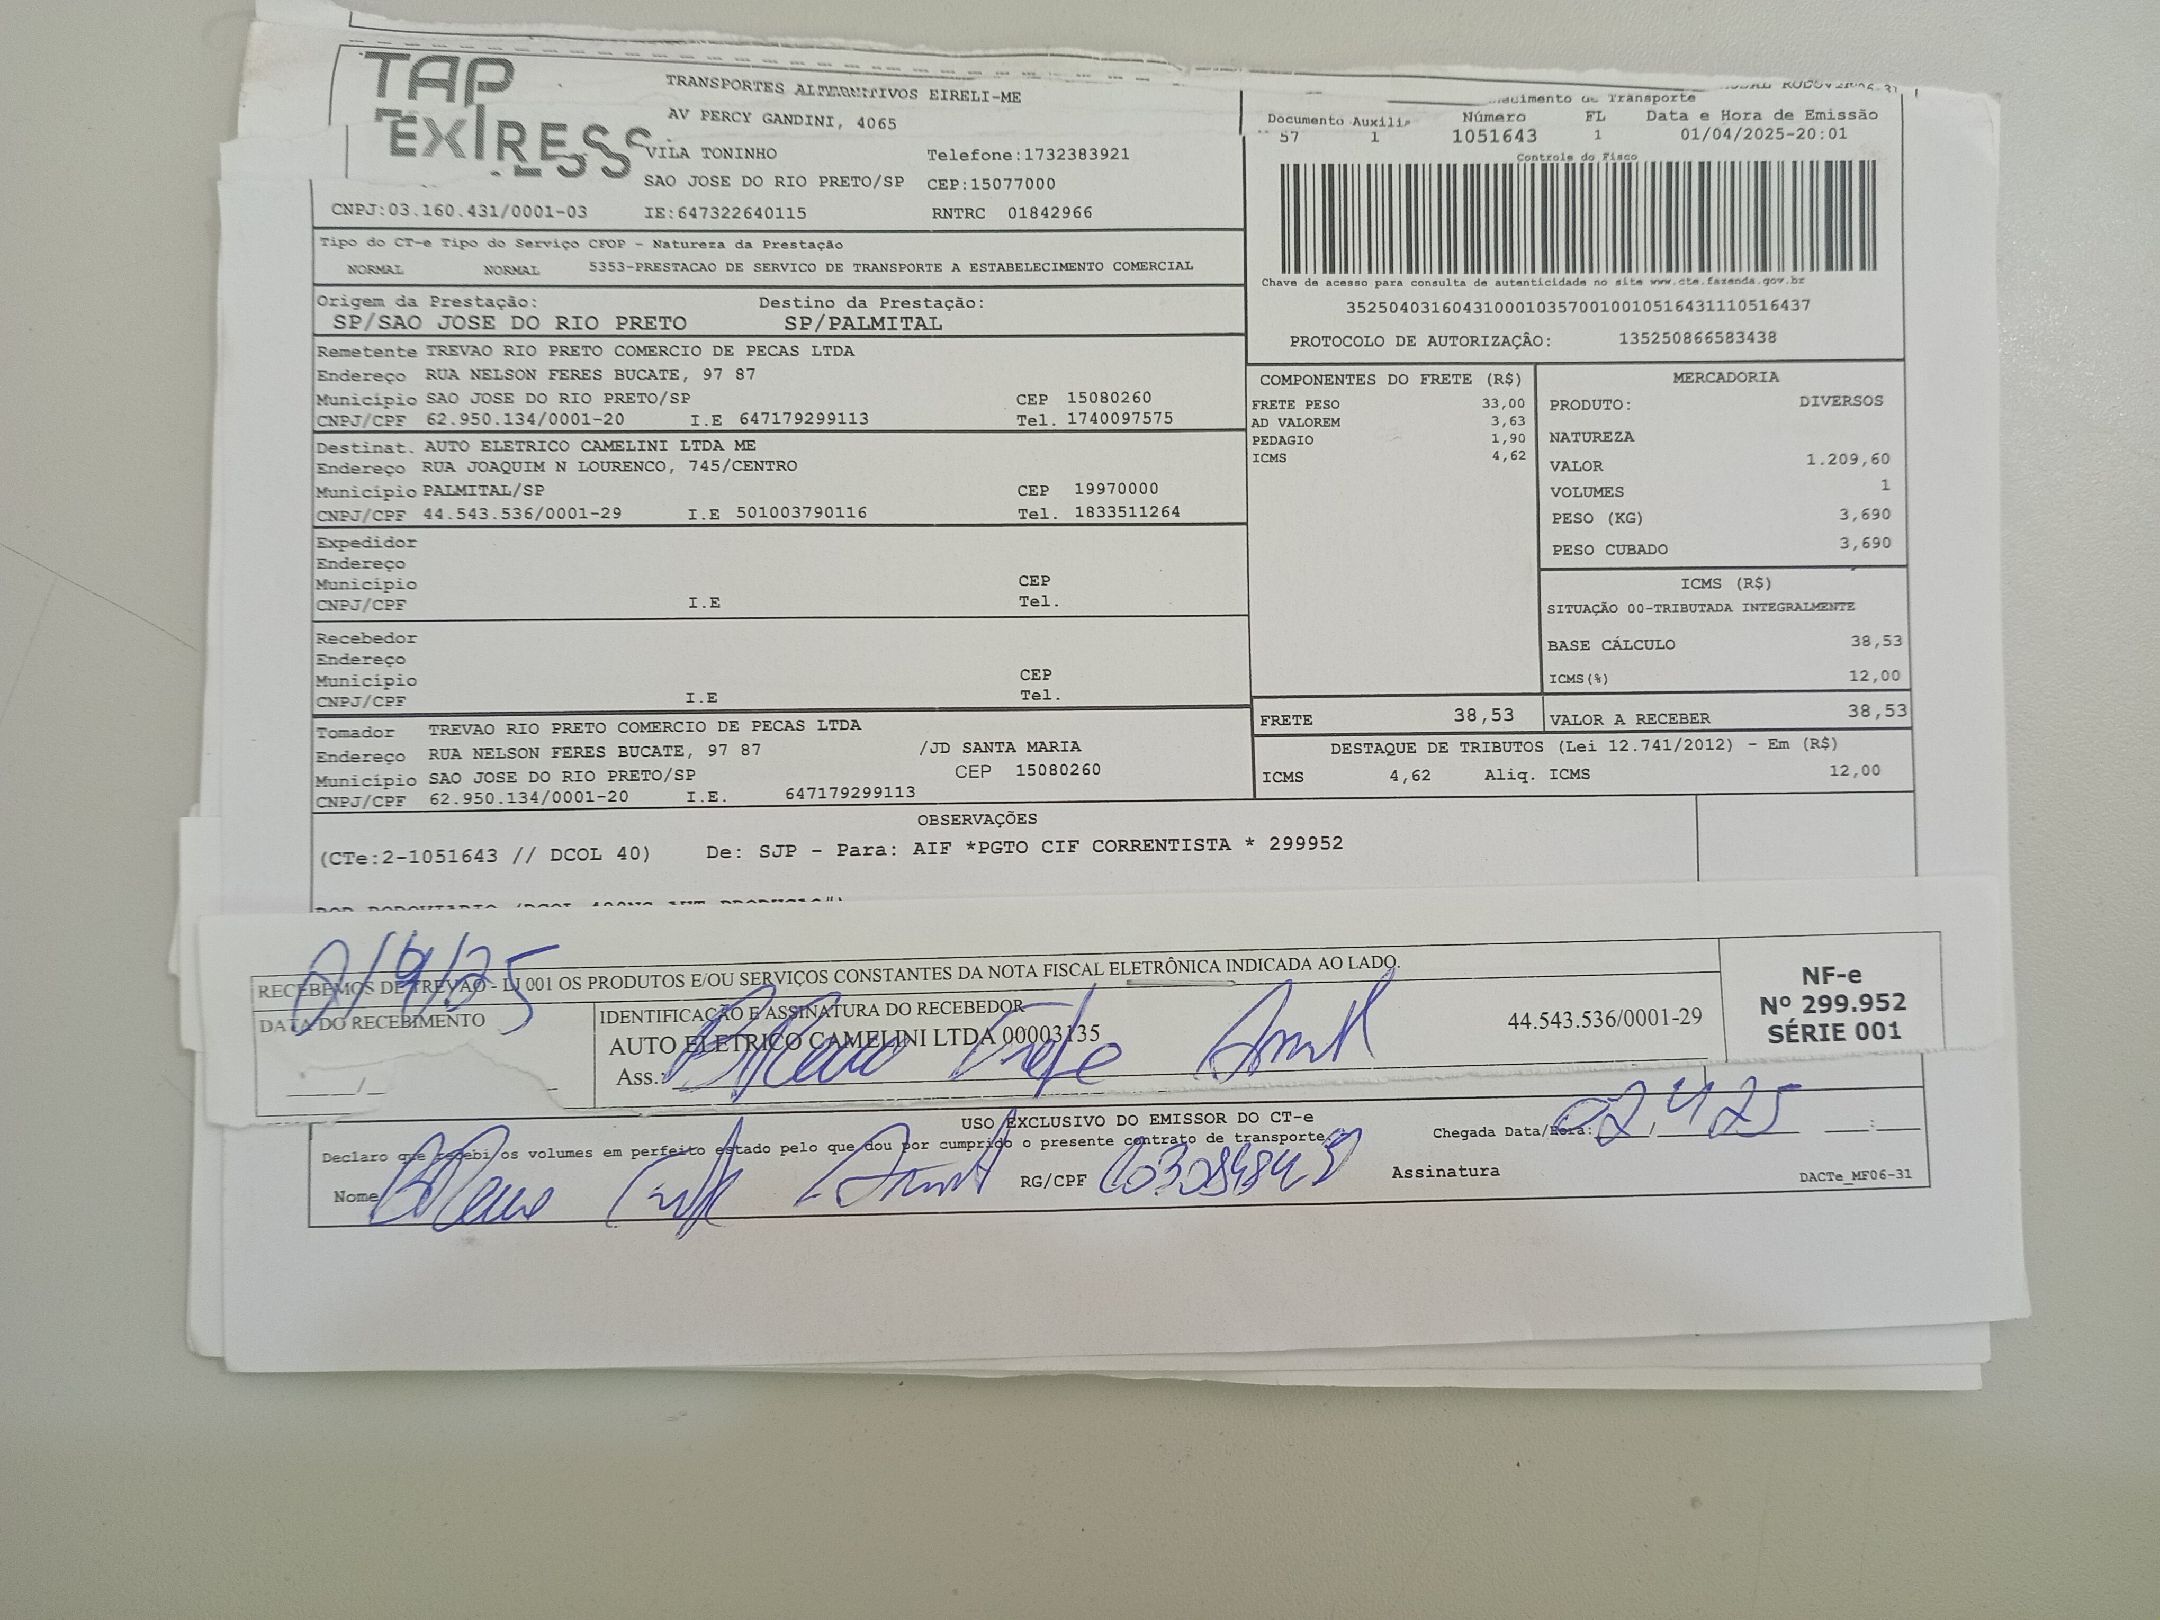 TAP
EXPRESS
TRANSPORTES ALTERNATIVOS EIRELI-ME
AV PERCY GANDINI, 4065
VILA TONINHO Telefone:1732383921
SAO JOSE DO RIO PRETO/SP CEP:15077000
CNPJ:03.160.431/0001-03 IE:647322640115 RNTRC 01842966
de Transporte
Documento Número FL Data e Hora de Emissão
57 1 1051643 1 01/04/2025-20:01
Controle do Fisco
Chave de acesso para consulta de autenticidade no site www.cte.fazenda.gov.br
35250403160431000103570010010516431110516437
PROTOCOLO DE AUTORIZAÇÃO: 135250866583438
Tipo do CT-e Tipo do Serviço CFOP - Natureza da Prestação
NORMAL NORMAL 5353-PRESTACAO DE SERVICO DE TRANSPORTE A ESTABELECIMENTO COMERCIAL
Origem da Prestação: Destino da Prestação:
SP/SAO JOSE DO RIO PRETO SP/PALMITAL
Remetente TREVAO RIO PRETO COMERCIO DE PECAS LTDA
Endereço RUA NELSON FERES BUCATE, 97 87
Município SAO JOSE DO RIO PRETO/SP CEP 15080260
CNPJ/CPF 62.950.134/0001-20 I.E 647179299113 Tel. 1740097575
Destinat. AUTO ELETRICO CAMELINI LTDA ME
Endereço RUA JOAQUIM N LOURENCO, 745/CENTRO
Município PALMITAL/SP CEP 19970000
CNPJ/CPF 44.543.536/0001-29 I.E 501003790116 Tel. 1833511264
Expedidor
Endereço
Município CEP
CNPJ/CPF I.E Tel.
Recebedor
Endereço
Município CEP
CNPJ/CPF I.E Tel.
Tomador TREVAO RIO PRETO COMERCIO DE PECAS LTDA
Endereço RUA NELSON FERES BUCATE, 97 87 /JD SANTA MARIA
Município SAO JOSE DO RIO PRETO/SP CEP 15080260
CNPJ/CPF 62.950.134/0001-20 I.E. 647179299113
COMPONENTES DO FRETE (R$)
FRETE PESO 33,00
AD VALOREM 3,63
PEDAGIO 1,90
ICMS 4,62
MERCADORIA
PRODUTO: DIVERSOS
NATUREZA
VALOR 1.209,60
VOLUMES 1
PESO (KG) 3,690
PESO CUBADO 3,690
ICMS (R$)
SITUAÇÃO 00-TRIBUTADA INTEGRALMENTE
BASE CÁLCULO 38,53
ICMS(%) 12,00
FRETE 38,53 VALOR A RECEBER 38,53
DESTAQUE DE TRIBUTOS (Lei 12.741/2012) - Em (R$)
ICMS 4,62 Aliq. ICMS 12,00
OBSERVAÇÕES
(CTe:2-1051643 // DCOL 40) De: SJP - Para: AIF *PGTO CIF CORRENTISTA * 299952
RECEBEMOS DE TREVAO - LJ 001 OS PRODUTOS E/OU SERVIÇOS CONSTANTES DA NOTA FISCAL ELETRÔNICA INDICADA AO LADO.
DATA DO RECEBIMENTO IDENTIFICAÇÃO E ASSINATURA DO RECEBEDOR
AUTO ELETRICO CAMELINI LTDA 00003135 44.543.536/0001-29
Ass.:
NF-e
Nº 299.952
SÉRIE 001
USO EXCLUSIVO DO EMISSOR DO CT-e
Declaro que recebi os volumes em perfeito estado pelo que dou por cumprido o presente contrato de transporte. Chegada Data/Hora:
Nome RG/CPF Assinatura DACTe_MF06-31